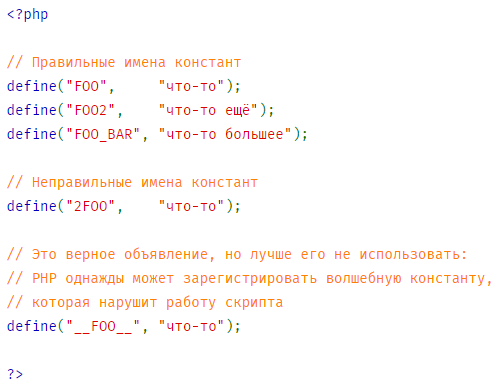 <?php
// Правильные имена констант
define("FOO",     "что-то");
define("FOO2",    "что-то ещё");
define("FOO_BAR", "что-то большее");
// Неправильные имена констант
define("2FOO",    "что-то");
// Это верное объявление, но лучше его не использовать:
// PHP однажды может зарегистрировать волшебную константу,
// которая нарушит работу скрипта
define("__FOO__", "что-то");
?>